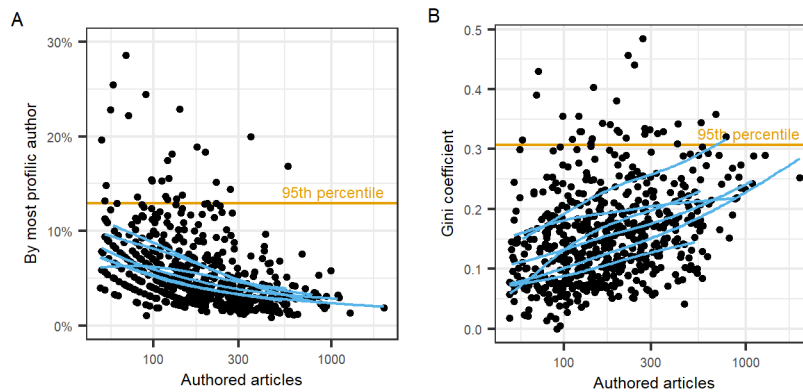 A
By most profilic author
30%
20%
10%
0%
95th percentile
100
300
1000
Authored articles
B
Gini coefficient
0.5
0.4
0.3
0.2
0.1
0.0
95th percentile
100
300
1000
Authored articles